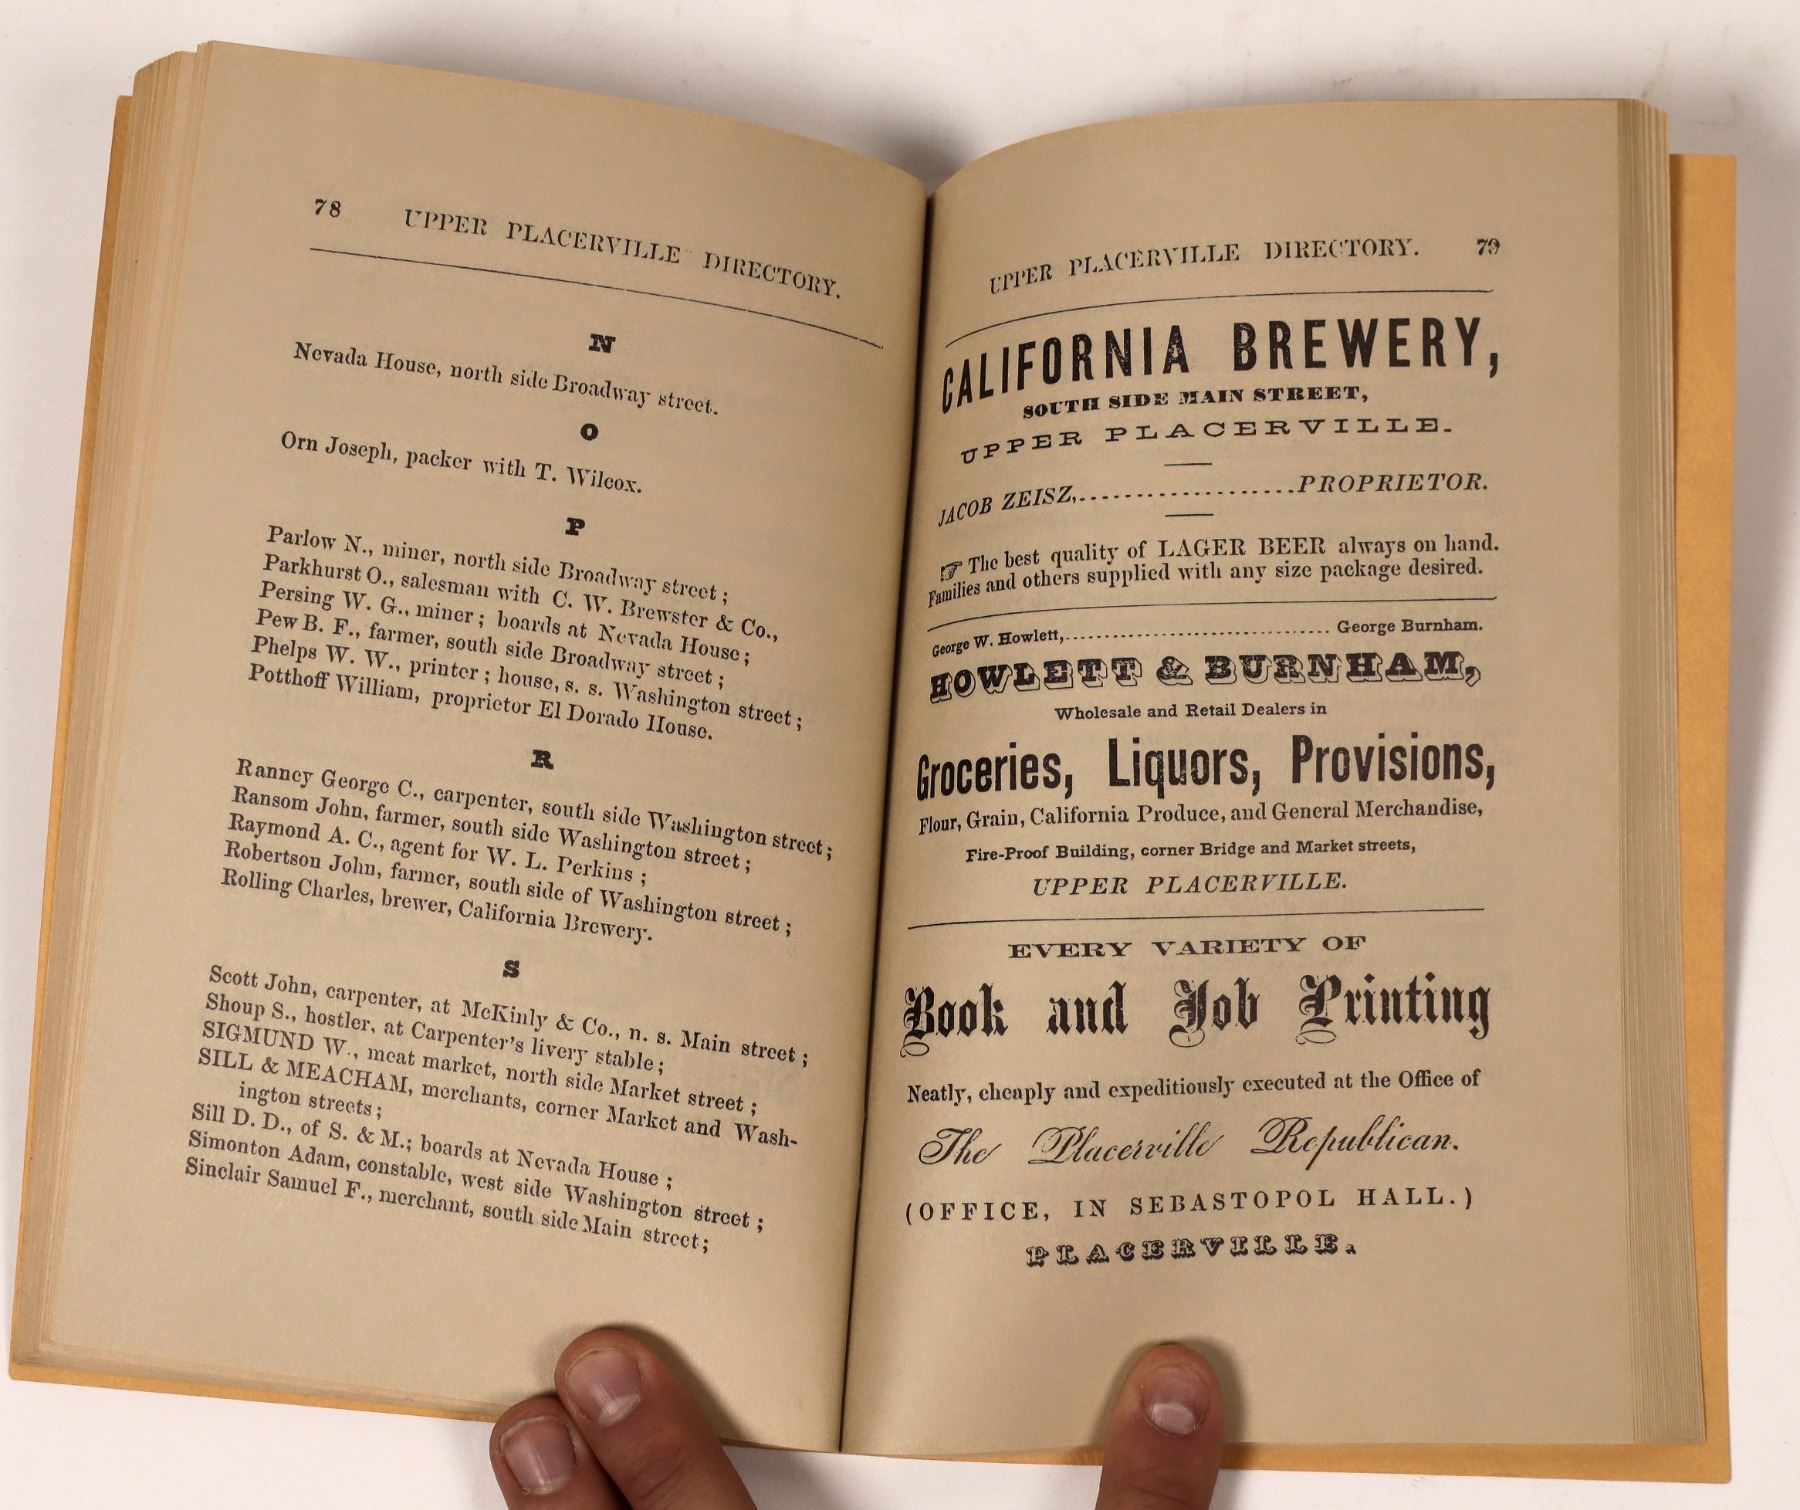 78 UPPER PLACERVILLE DIRECTORY.
N
Nevada House, north side Broadway street.
O
Orn Joseph, packer with T. Wilcox.
P
Parlow N., miner, north side Broadway street;
Parkhurst O., salesman with C. W. Brewster & Co.,
Persing W. G., miner; boards at Nevada House;
Pew B. F., farmer, south side Broadway street;
Phelps W. W., printer; house, s. s. Washington street;
Potthoff William, proprietor El Dorado House.
R
Ranney George C., carpenter, south side Washington street;
Ransom John, farmer, south side Washington street;
Raymond A. C., agent for W. L. Perkins;
Robertson John, farmer, south side of Washington street;
Rolling Charles, brewer, California Brewery.
S
Scott John, carpenter, at McKinly & Co., n. s. Main street;
Shoup S., hostler, at Carpenter's livery stable;
SIGMUND W., meat market, north side Market street;
SILL & MEACHAM, merchants, corner Market and Wash-
ington streets;
Sill D. D., of S. & M.; boards at Nevada House;
Simonton Adam, constable, west side Washington street;
Sinclair Samuel F., merchant, south side Main street;
UPPER PLACERVILLE DIRECTORY. 79
CALIFORNIA BREWERY,
SOUTH SIDE MAIN STREET,
UPPER PLACERVILLE.
JACOB ZEISZ,...................PROPRIETOR.
☞ The best quality of LAGER BEER always on hand.
Families and others supplied with any size package desired.
George W. Howlett,................................ George Burnham.
HOWLETT & BURNHAM,
Wholesale and Retail Dealers in
Groceries, Liquors, Provisions,
Flour, Grain, California Produce, and General Merchandise,
Fire-Proof Building, corner Bridge and Market streets,
UPPER PLACERVILLE.
EVERY VARIETY OF
Book and Job Printing
Neatly, cheaply and expeditiously executed at the Office of
The Placerville Republican.
(OFFICE, IN SEBASTOPOL HALL.)
PLACERVILLE.